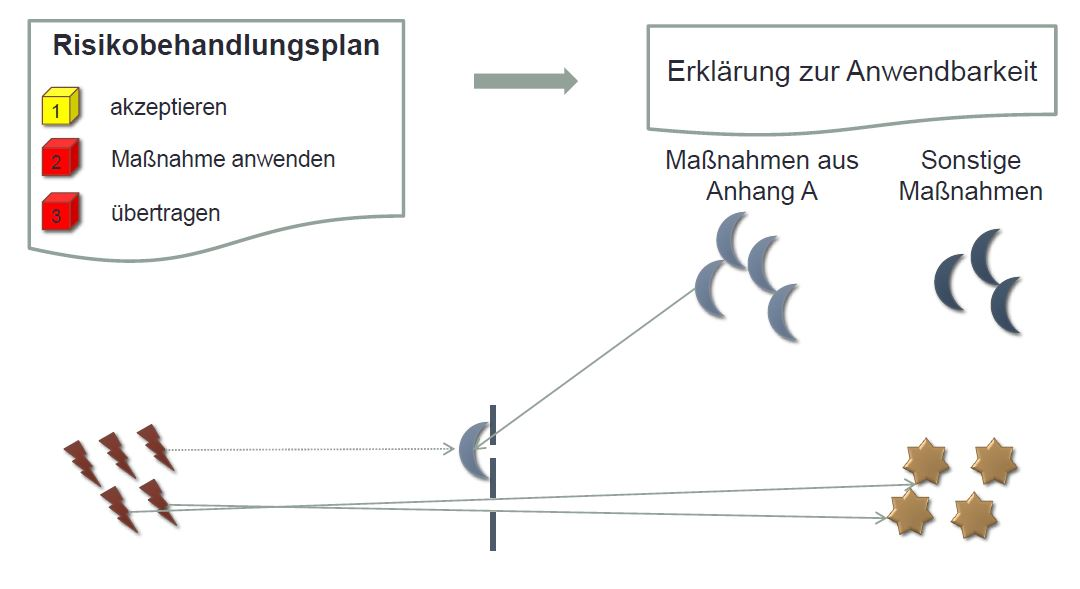 Risikobehandlungsplan
1 akzeptieren
2 Maßnahme anwenden
3 übertragen
Erklärung zur Anwendbarkeit
Maßnahmen aus
Anhang A
Sonstige
Maßnahmen